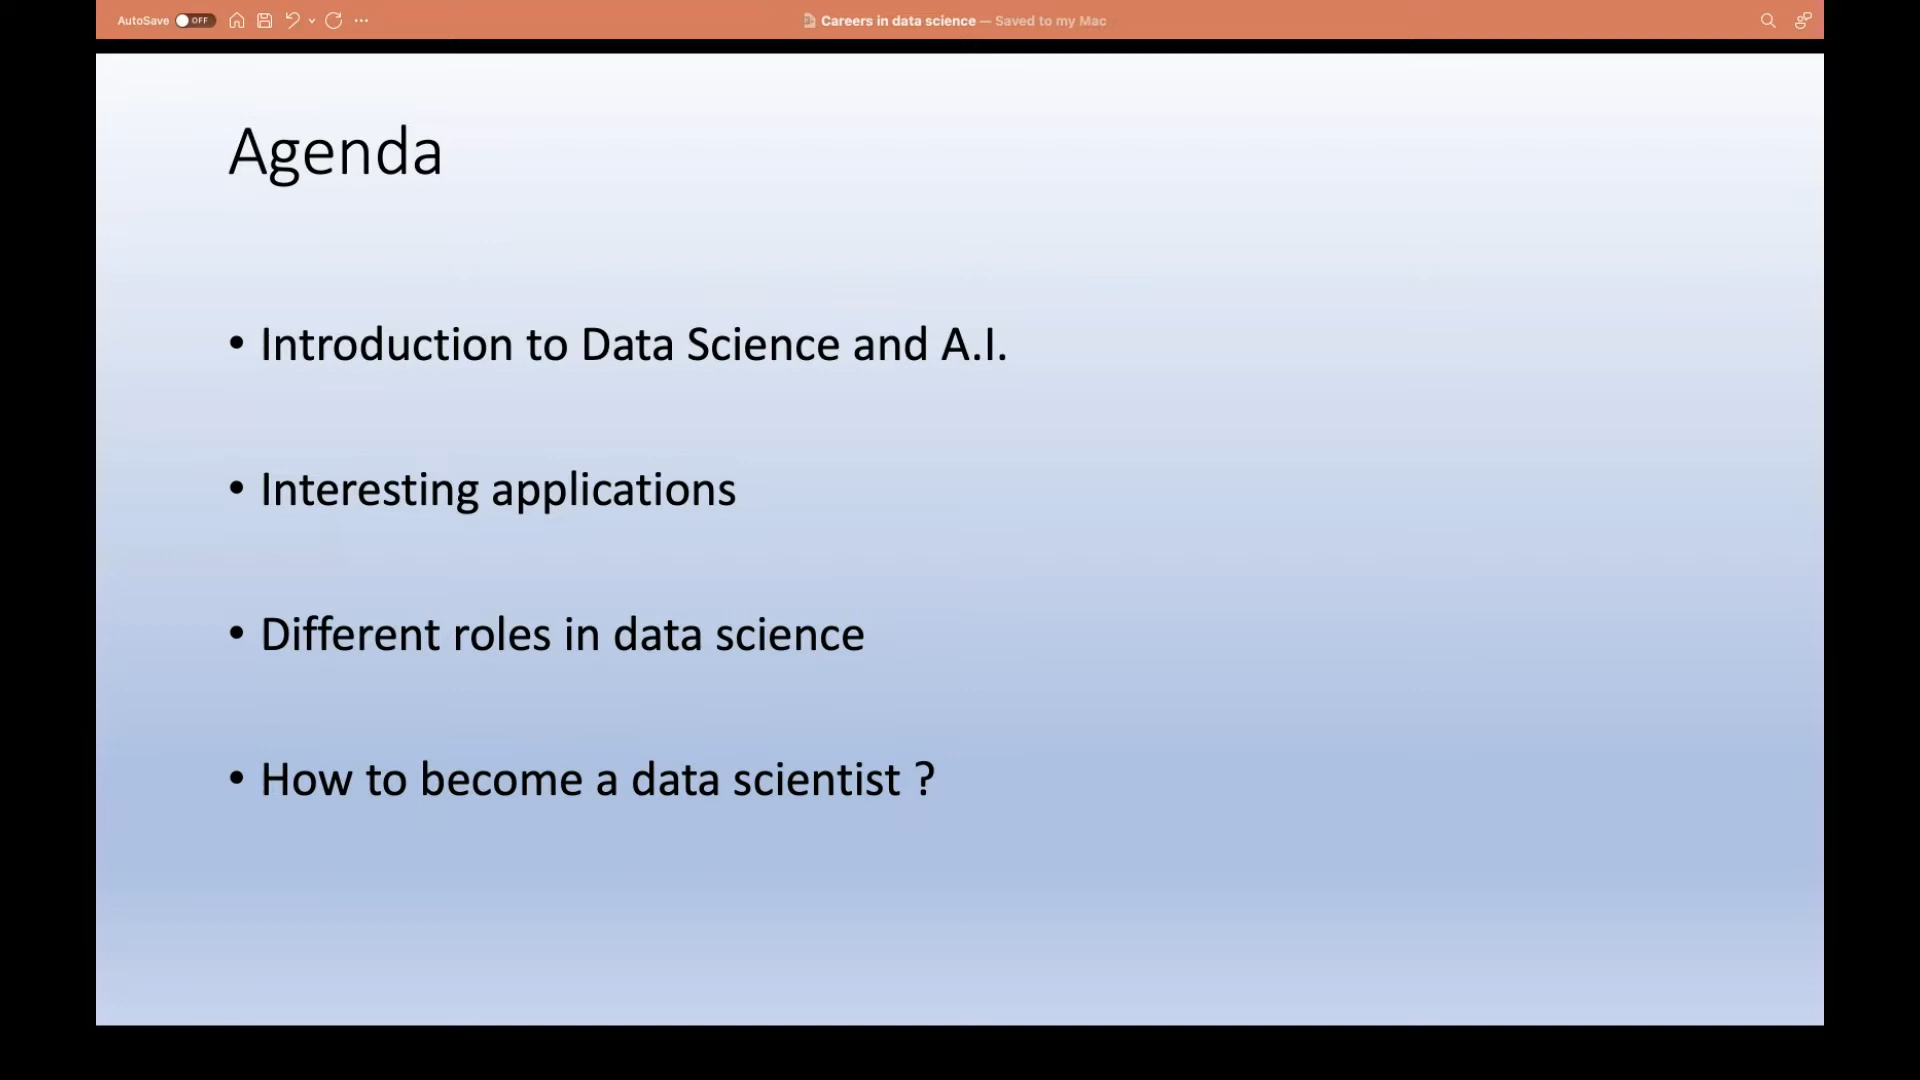 AutoSave OFF
Careers in data science — Saved to my Mac
Agenda
• Introduction to Data Science and A.I.
• Interesting applications
• Different roles in data science
• How to become a data scientist ?